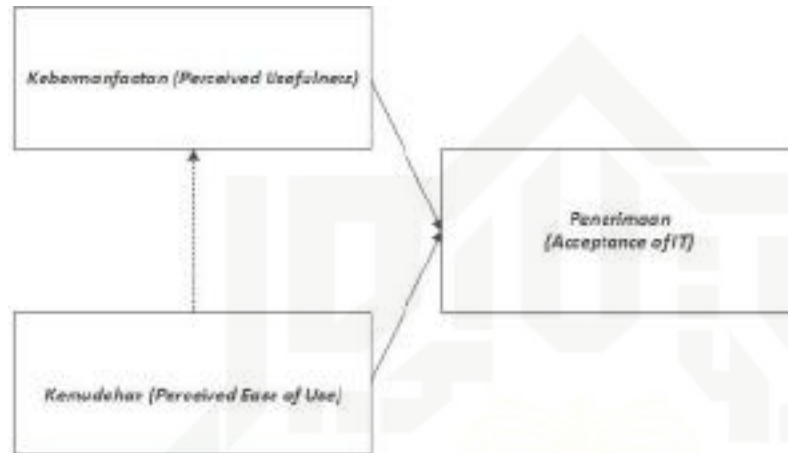 Kebermanfaatan (Perceived Usefulness)
Penerimaan
(Acceptance of IT)
Kemudahan (Perceived Ease of Use)